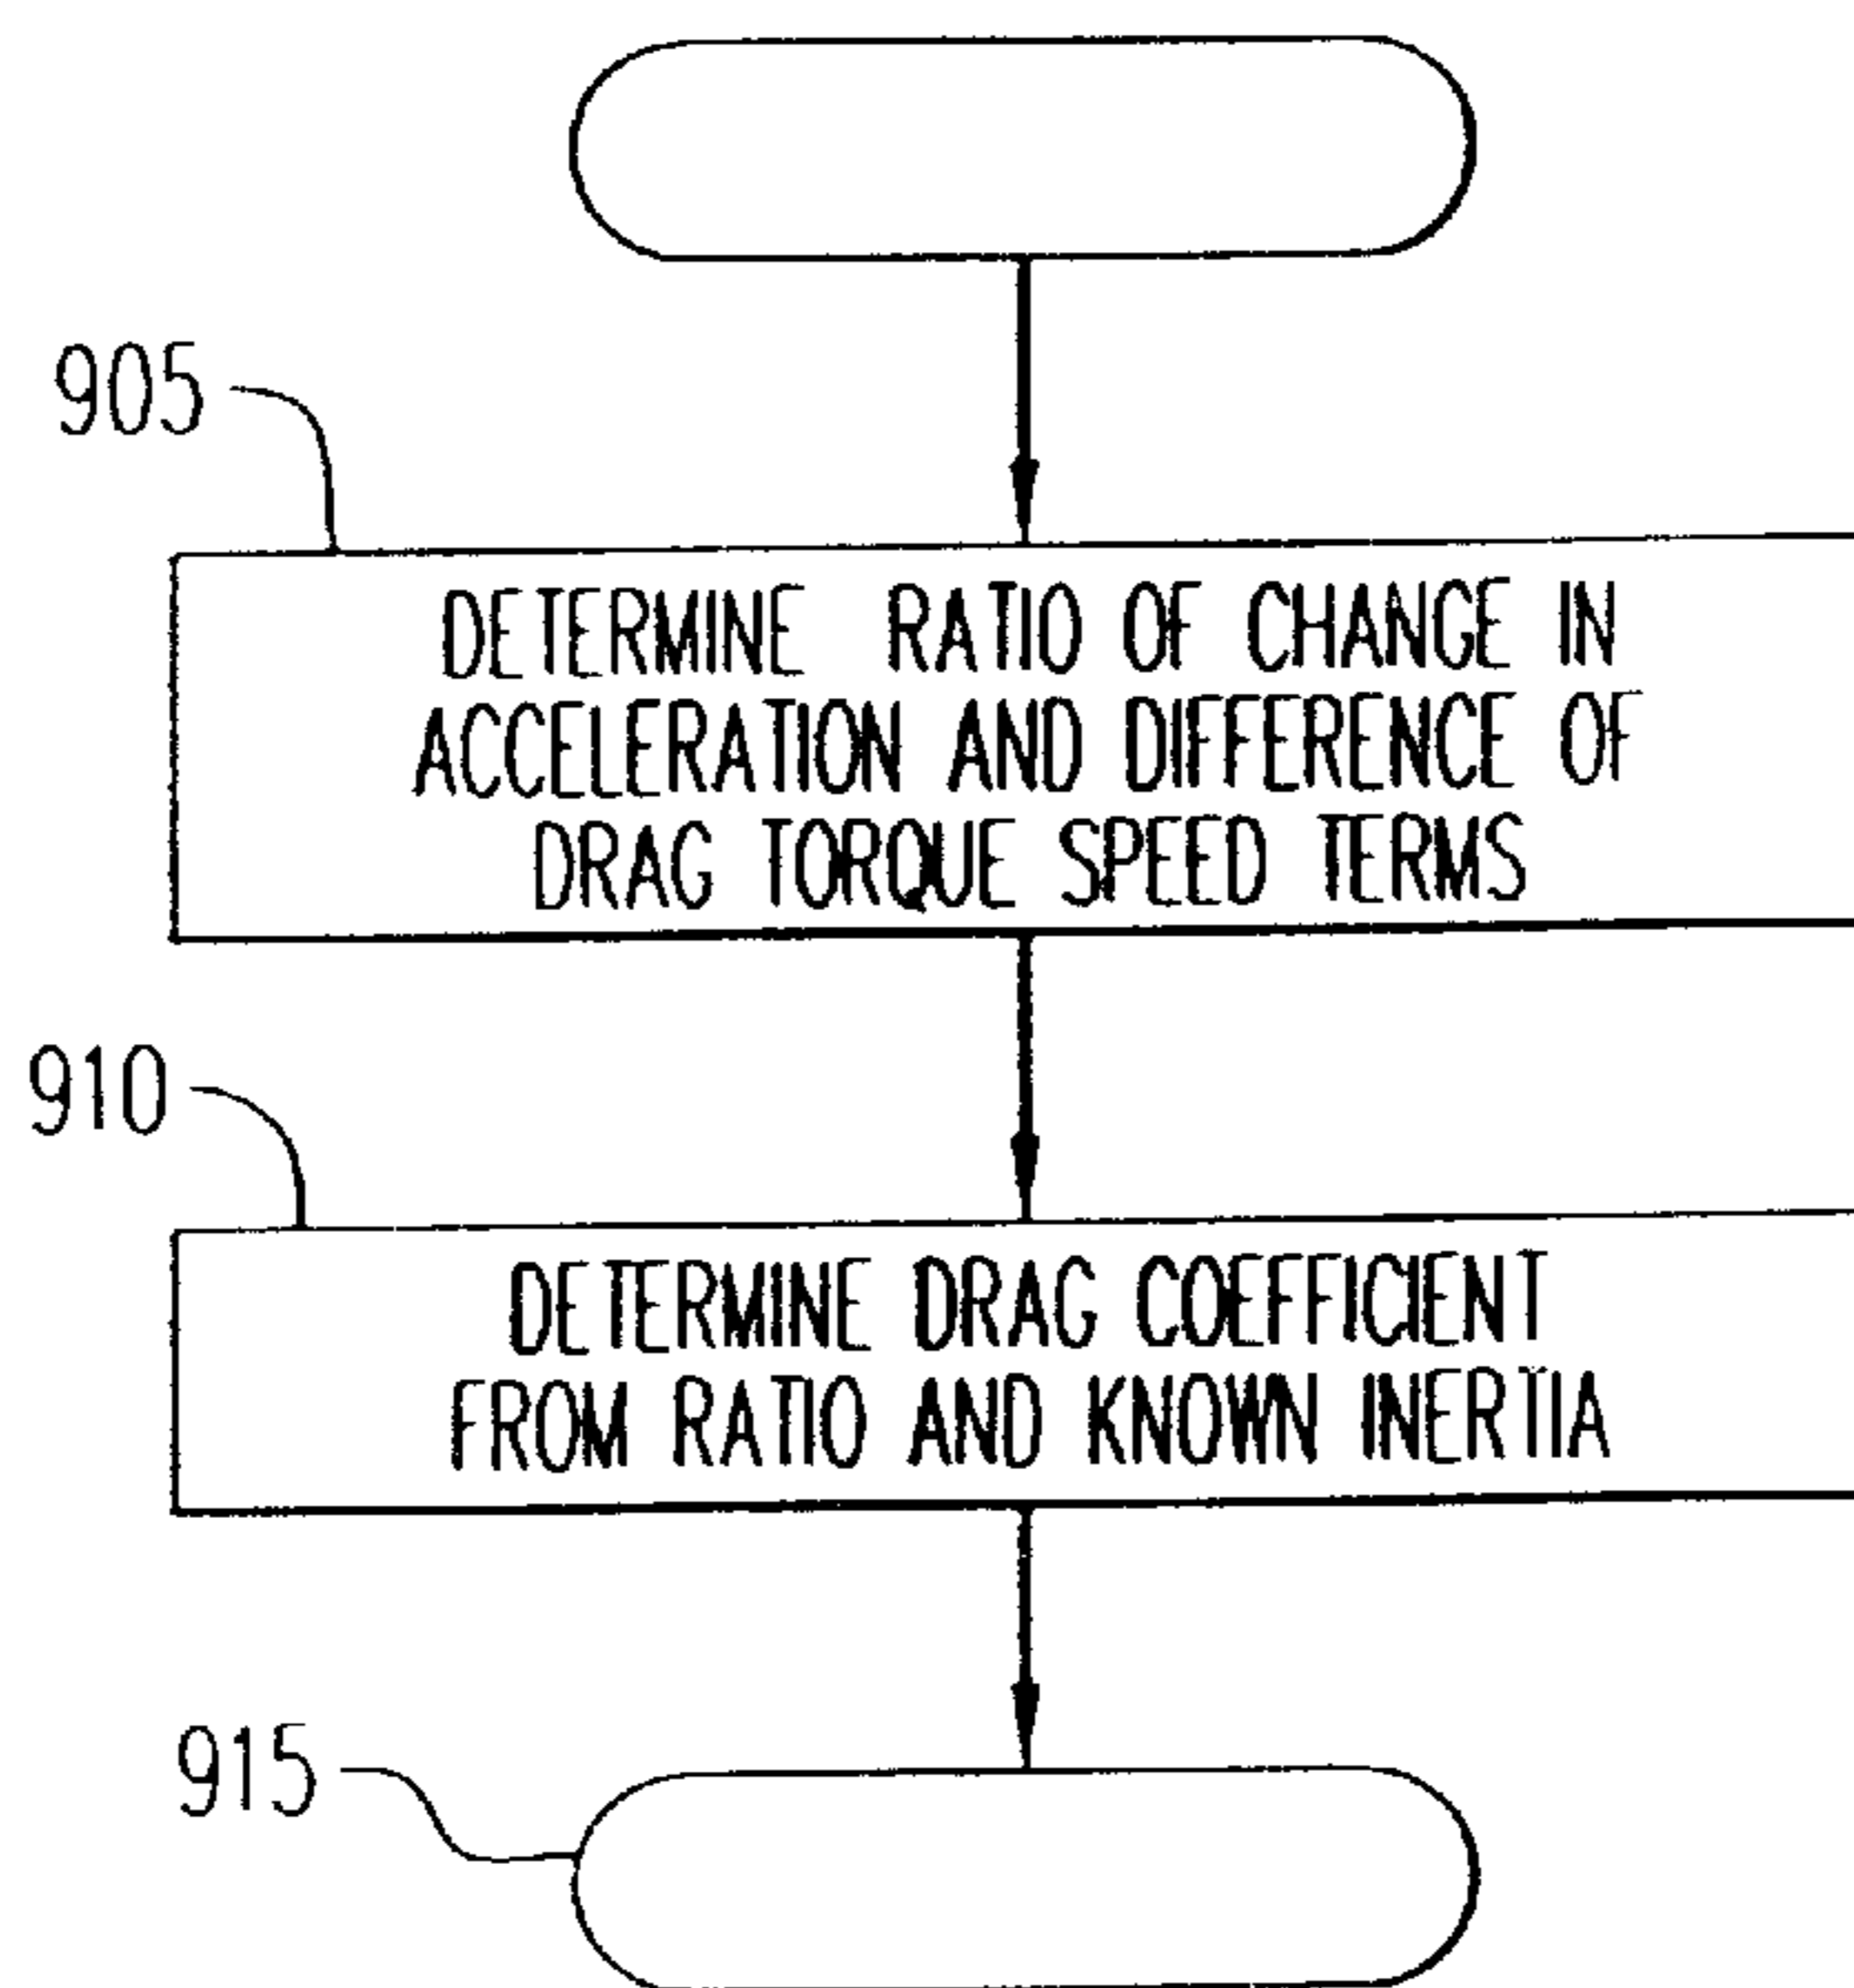 905
DETERMINE RATIO OF CHANGE IN
ACCELERATION AND DIFFERENCE OF
DRAG TORQUE SPEED TERMS
910
DETERMINE DRAG COEFFICIENT
FROM RATIO AND KNOWN INERTIA
915